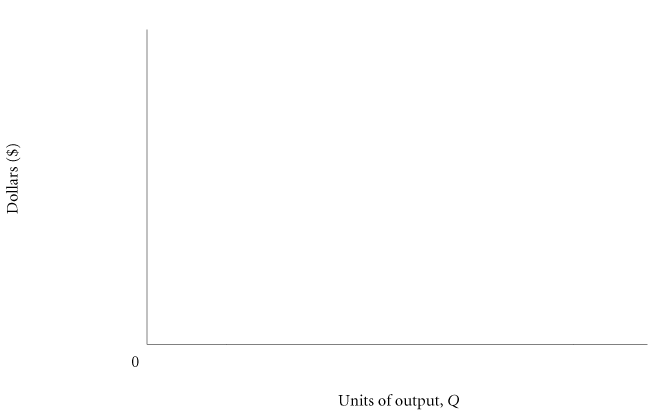 Dollars ($)
0
Units of output, Q